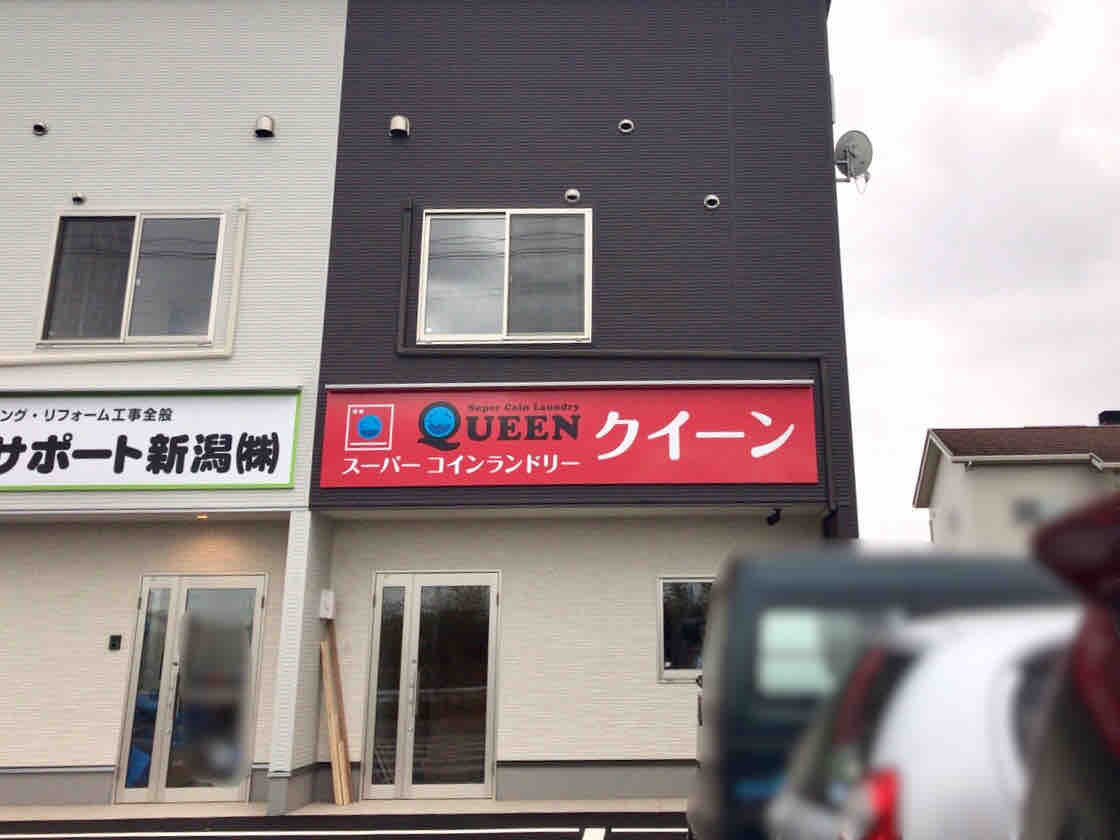 ング・リフォーム工事全般
サポート新潟㈱
Super Coin Laundry
QUEEN
クイーン
スーパー コインランドリー